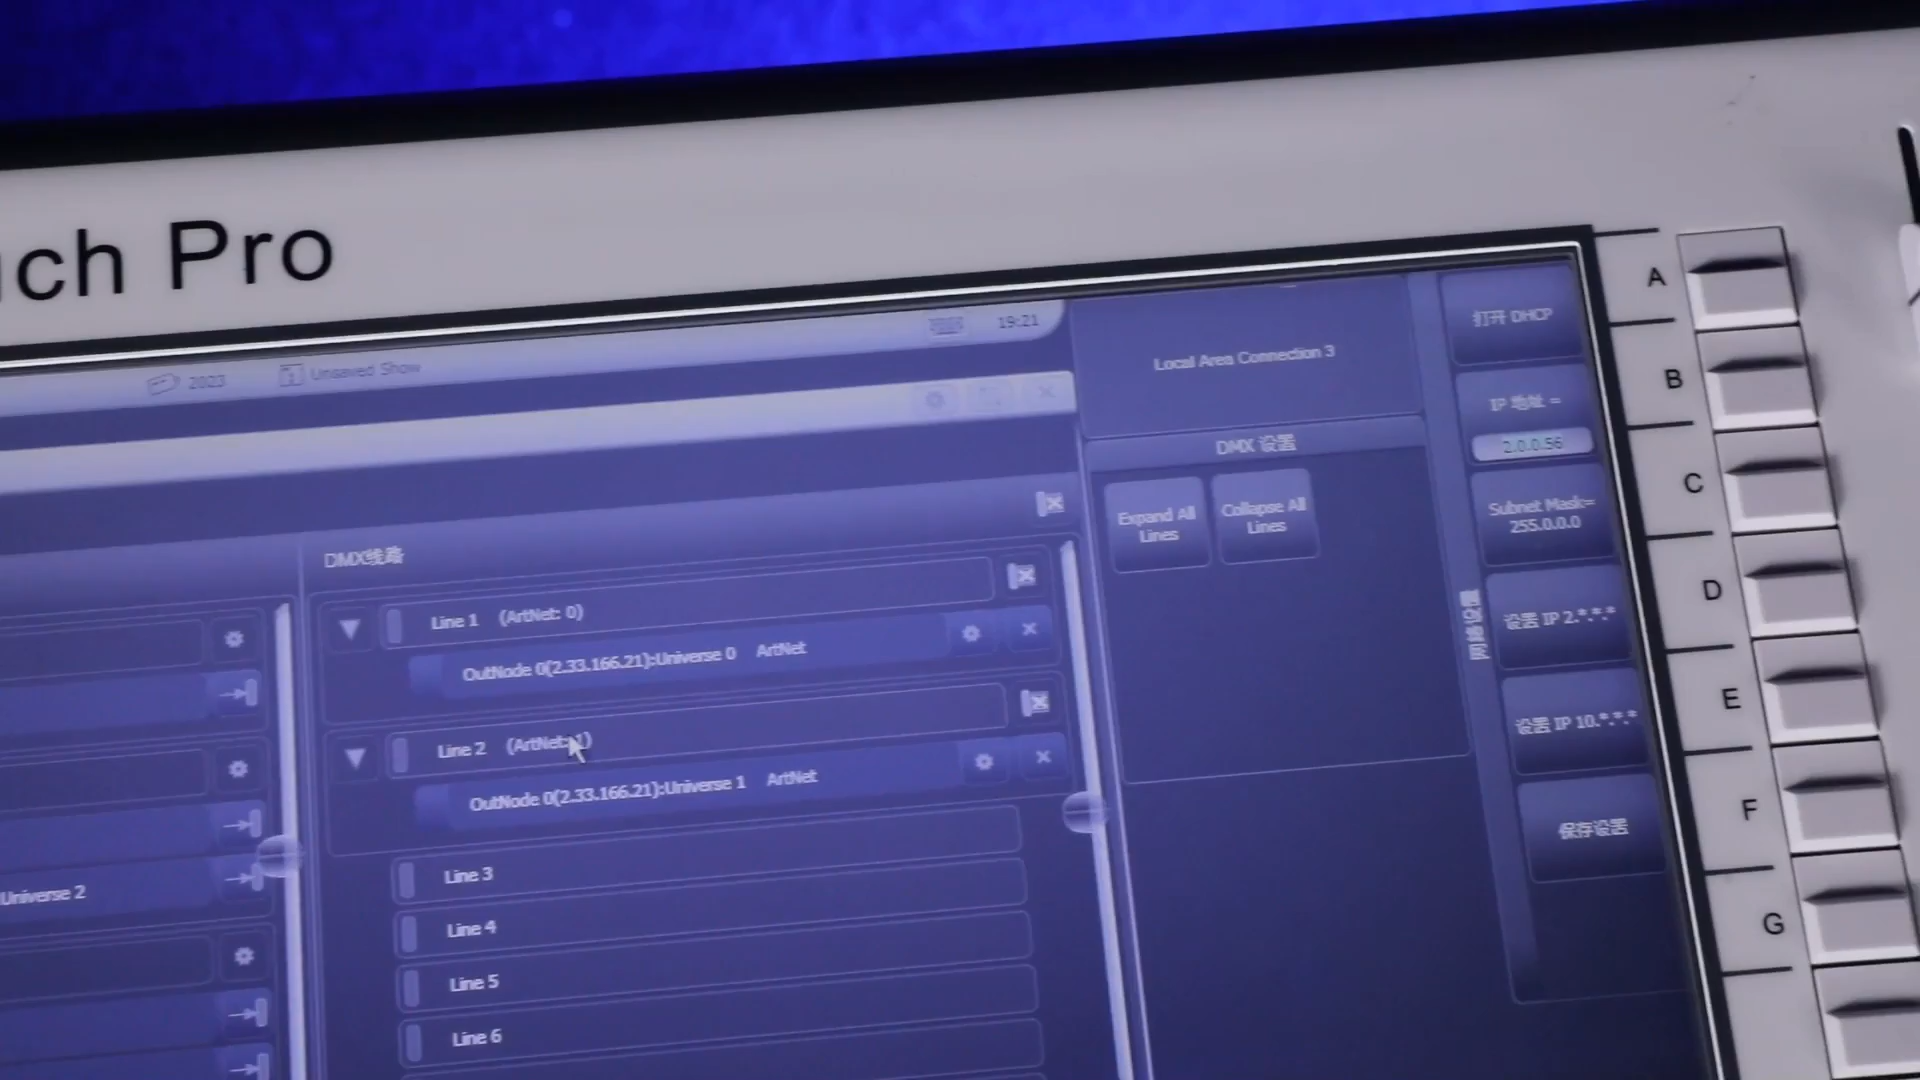 ch Pro
2023
Unsaved Show
19:21
DMX线路
Line 1 (ArtNet: 0)
OutNode 0(2.33.166.21):Universe 0 ArtNet
Line 2 (ArtNet: 1)
OutNode 0(2.33.166.21):Universe 1 ArtNet
Line 3
Line 4
Line 5
Line 6
Universe 2
Local Area Connection 3
DMX 设置
Expand All
Lines
Collapse All
Lines
打开 DHCP
IP 地址 =
2.0.0.56
Subnet Mask=
255.0.0.0
设置 IP 2.*.*.*
设置 IP 10.*.*.*
保存设置
A
B
C
D
E
F
G